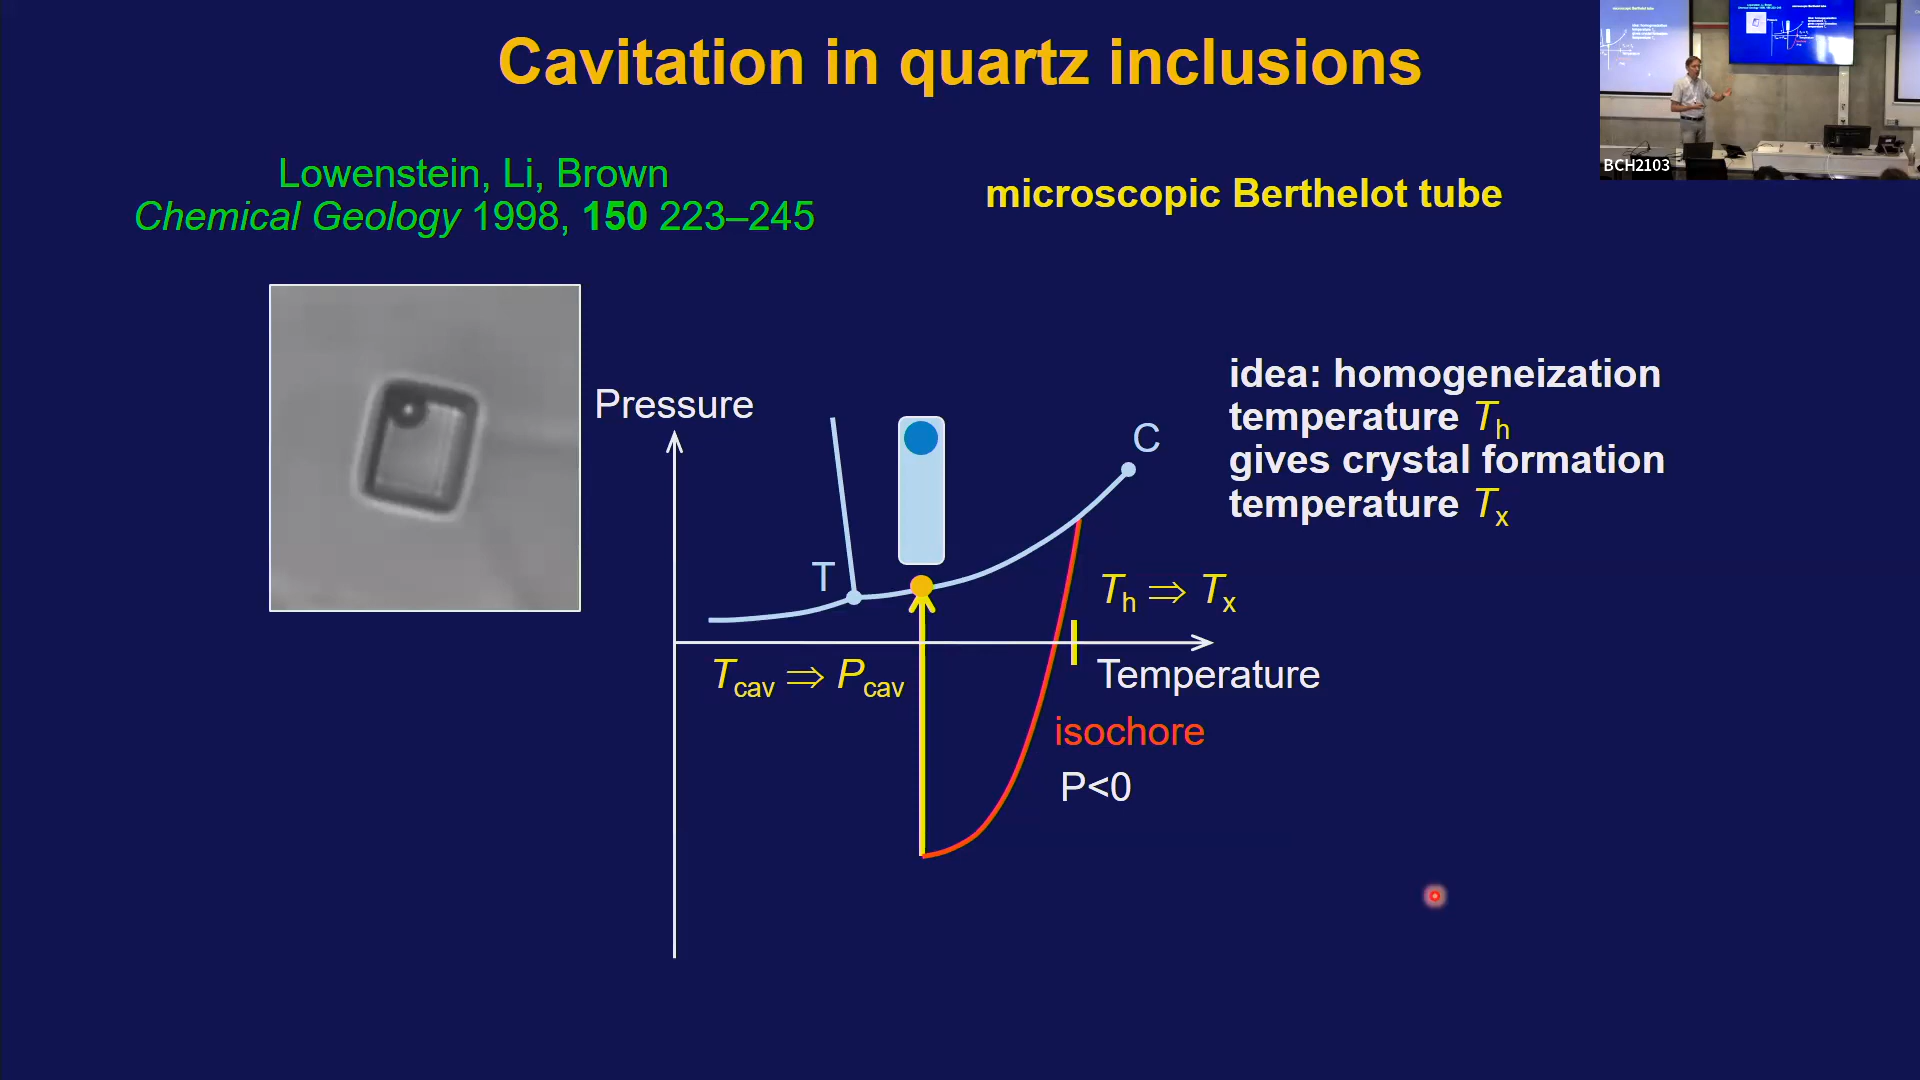 Cavitation in quartz inclusions
Lowenstein, Li, Brown
Chemical Geology 1998, 150 223–245
microscopic Berthelot tube
BCH2103
idea: homogeneization
temperature Th
gives crystal formation
temperature Tx
Pressure
C
T
Th ⇒ Tx
Tcav ⇒ Pcav
Temperature
isochore
P<0